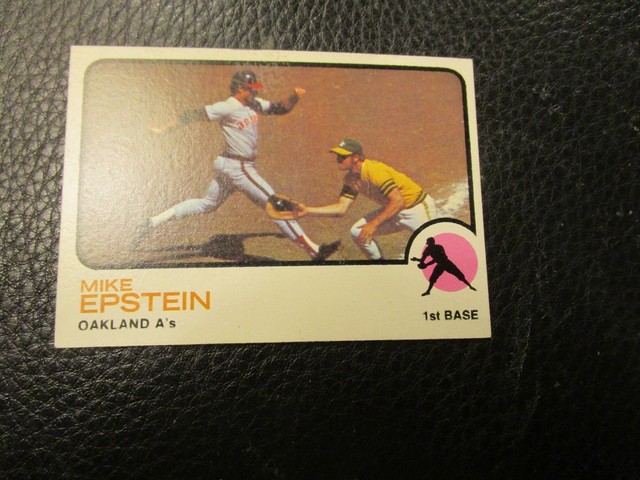 MIKE
EPSTEIN
OAKLAND A's
1st BASE